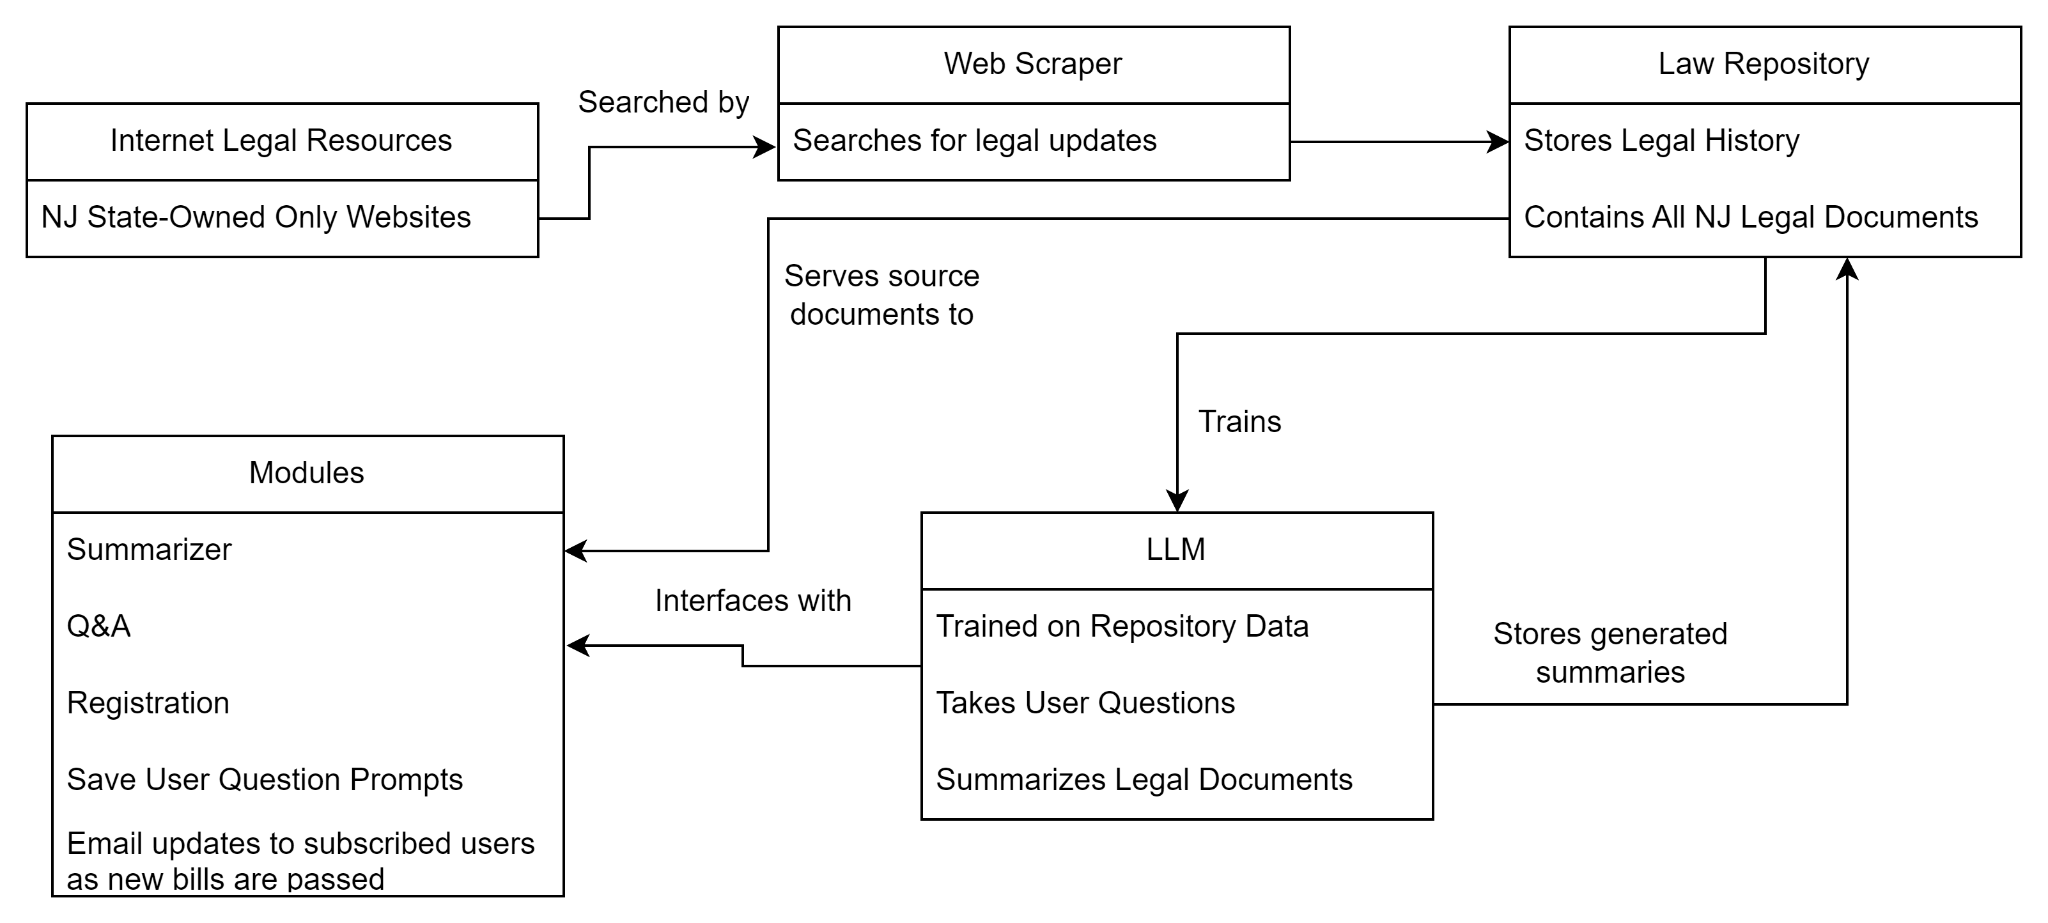 Web Scraper
Searches for legal updates
Law Repository
Stores Legal History
Contains All NJ Legal Documents
Searched by
Internet Legal Resources
NJ State-Owned Only Websites
Serves source
documents to
Trains
Modules
Summarizer
Q&A
Registration
Save User Question Prompts
Email updates to subscribed users
as new bills are passed
Interfaces with
LLM
Trained on Repository Data
Takes User Questions
Summarizes Legal Documents
Stores generated
summaries